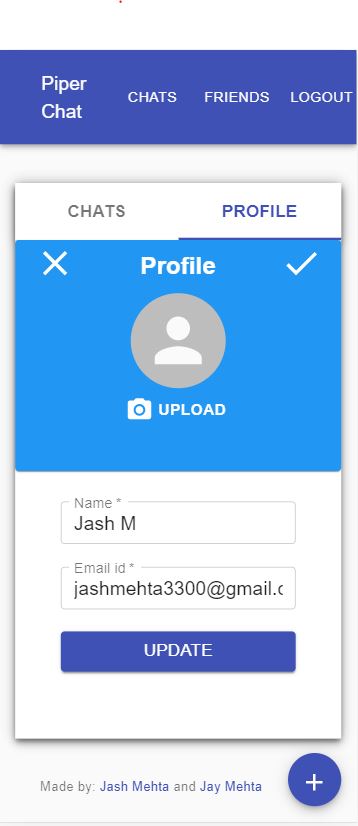 Piper
Chat
CHATS FRIENDS LOGOUT
CHATS PROFILE
Profile
UPLOAD
Name *
Jash M
Email id *
jashmehta3300@gmail.c
UPDATE
Made by: Jash Mehta and Jay Mehta